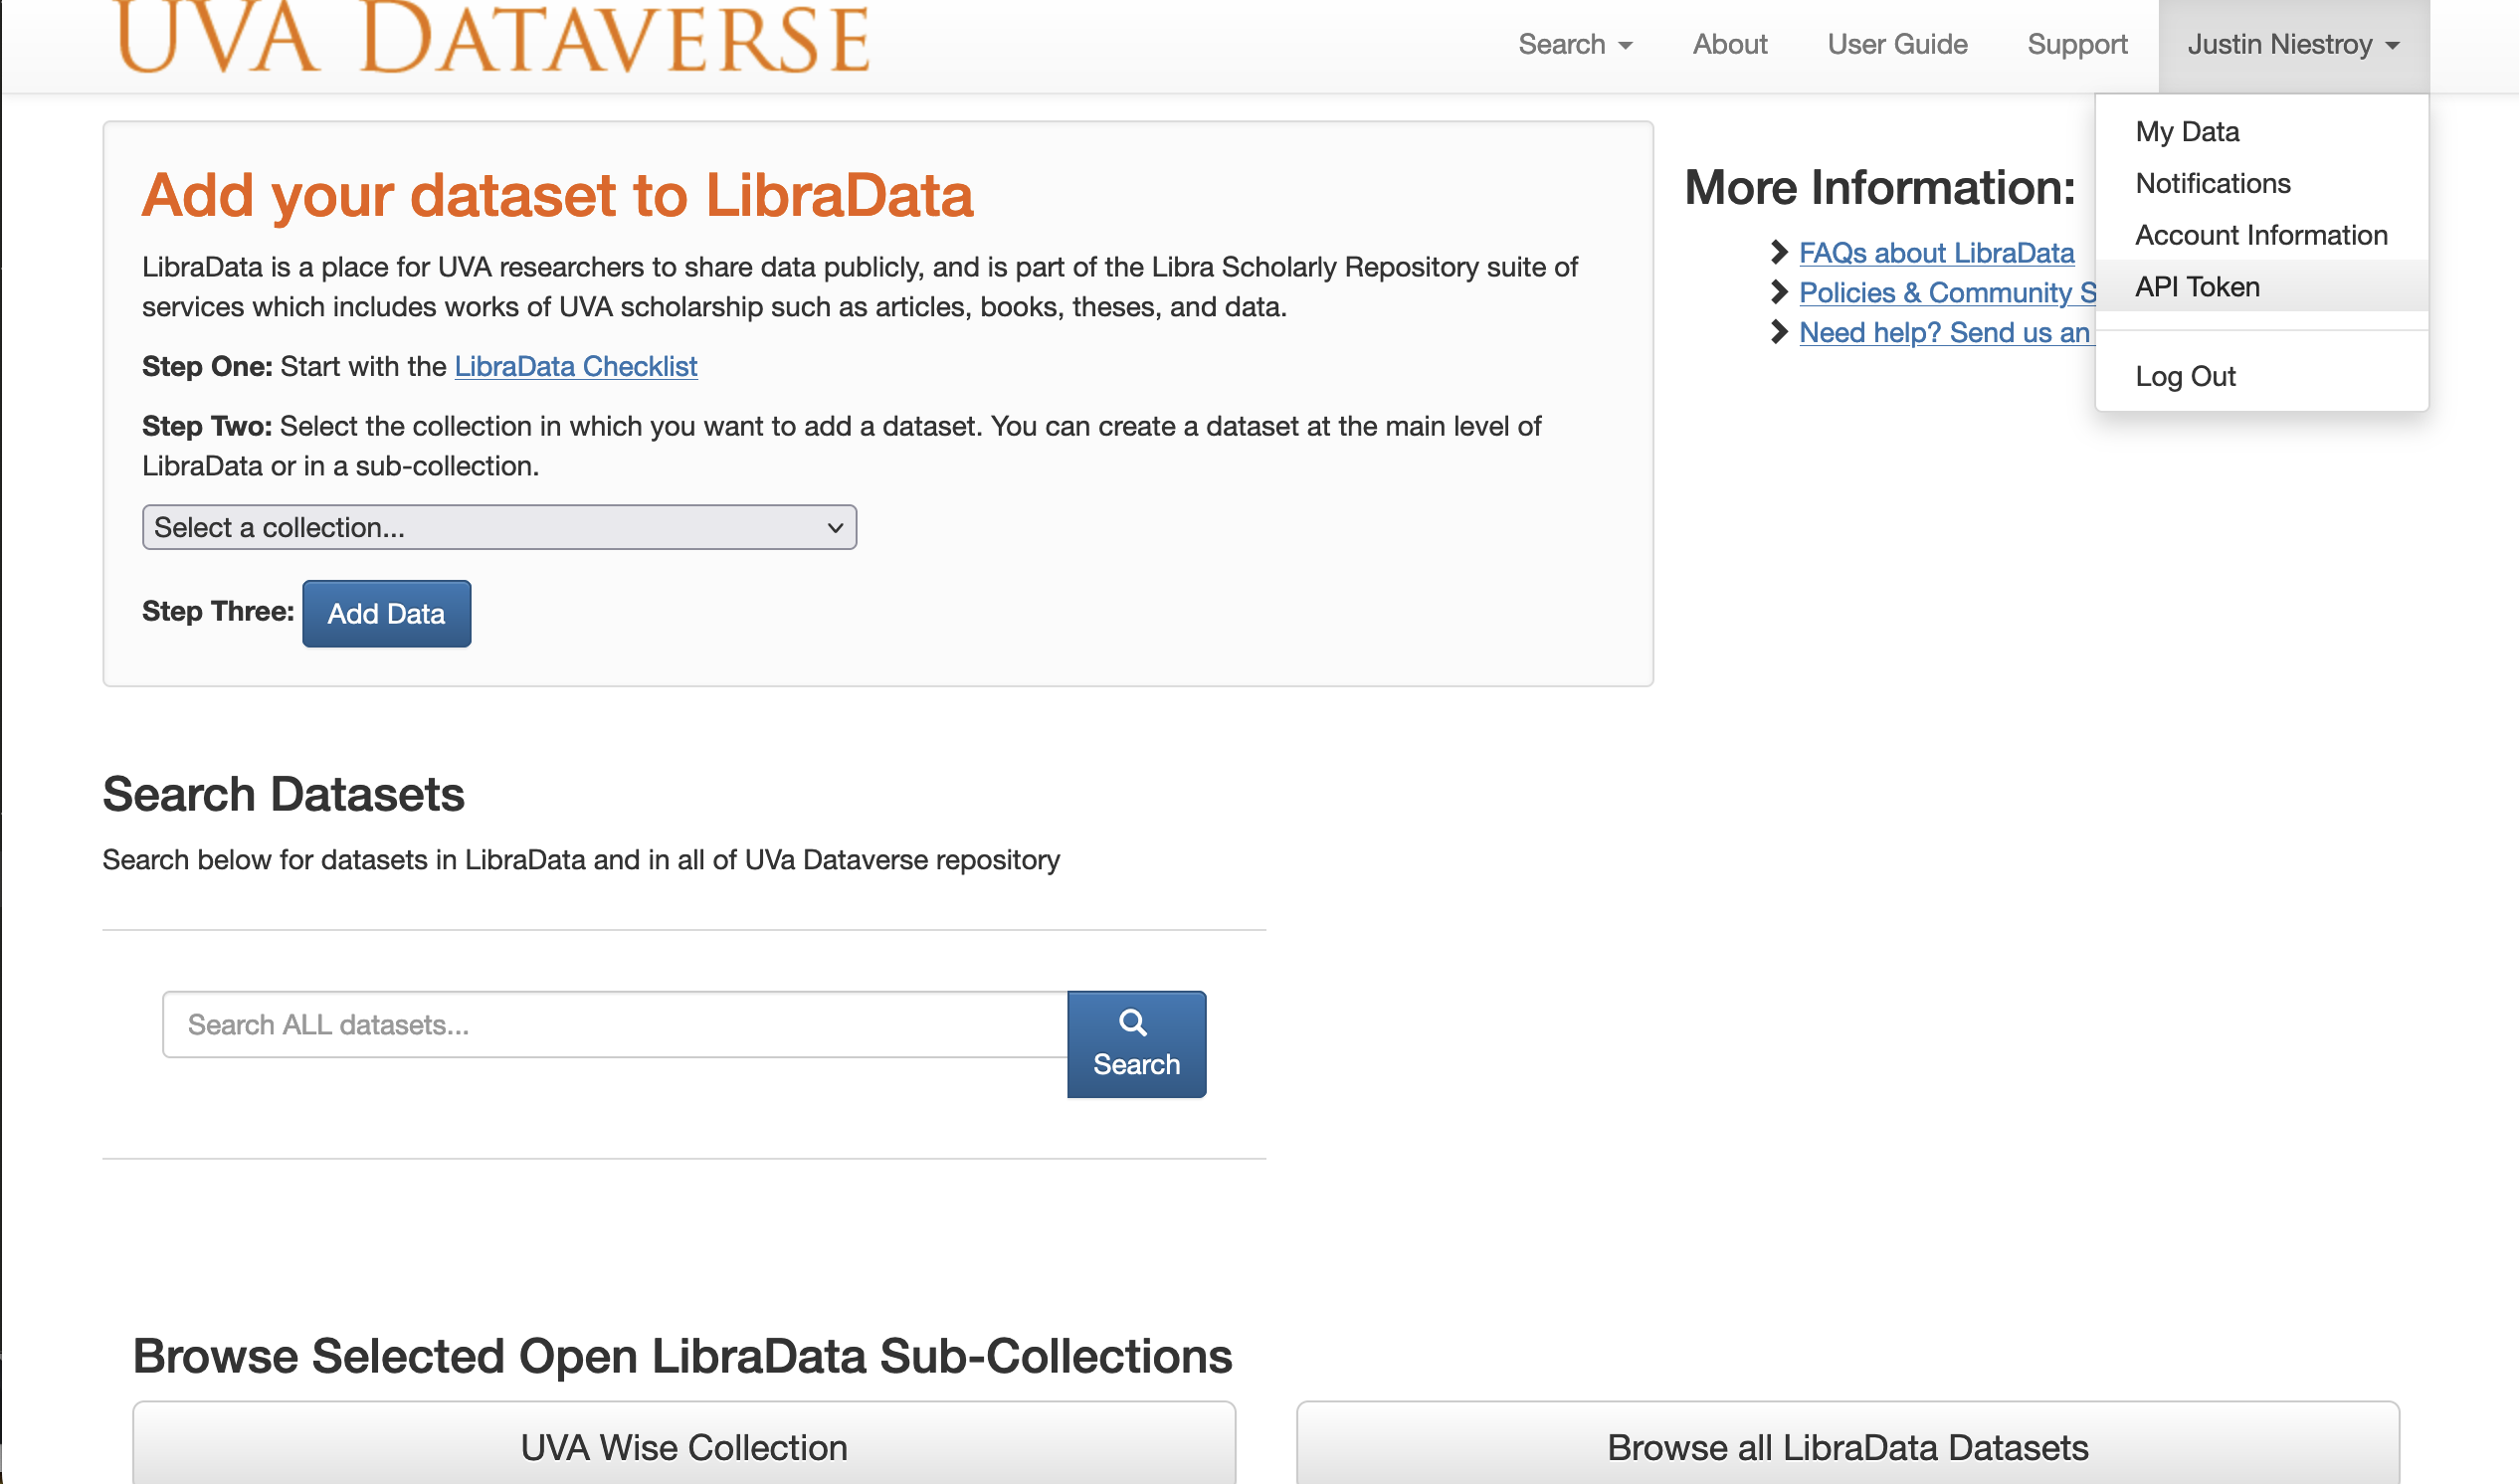 UVA DATAVERSE
Search
About
User Guide
Support
Justin Niestroy
My Data
Notifications
Account Information
API Token
Log Out
Add your dataset to LibraData
LibraData is a place for UVA researchers to share data publicly, and is part of the Libra Scholarly Repository suite of
services which includes works of UVA scholarship such as articles, books, theses, and data.
Step One: Start with the LibraData Checklist
Step Two: Select the collection in which you want to add a dataset. You can create a dataset at the main level of
LibraData or in a sub-collection.
Select a collection...
Step Three: Add Data
More Information:
FAQs about LibraData
Policies & Community S
Need help? Send us an
Search Datasets
Search below for datasets in LibraData and in all of UVa Dataverse repository
Search ALL datasets...
Search
Browse Selected Open LibraData Sub-Collections
UVA Wise Collection
Browse all LibraData Datasets